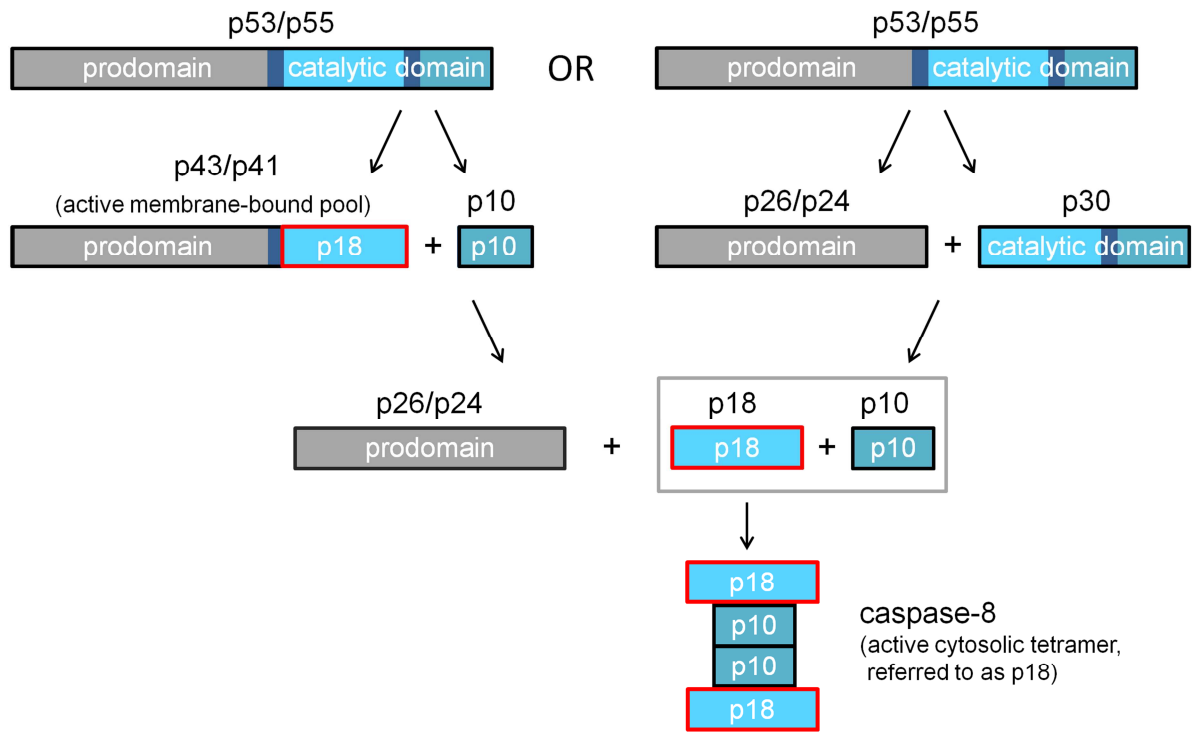 p53/p55
prodomain
catalytic domain
OR
p53/p55
prodomain
catalytic domain
p43/p41
(active membrane-bound pool)
prodomain
p18
+
p10
p10
p26/p24
prodomain
+
p30
catalytic domain
p26/p24
prodomain
+
p18
p18
+
p10
p10
p18
p10
p10
p18
caspase-8
(active cytosolic tetramer,
referred to as p18)